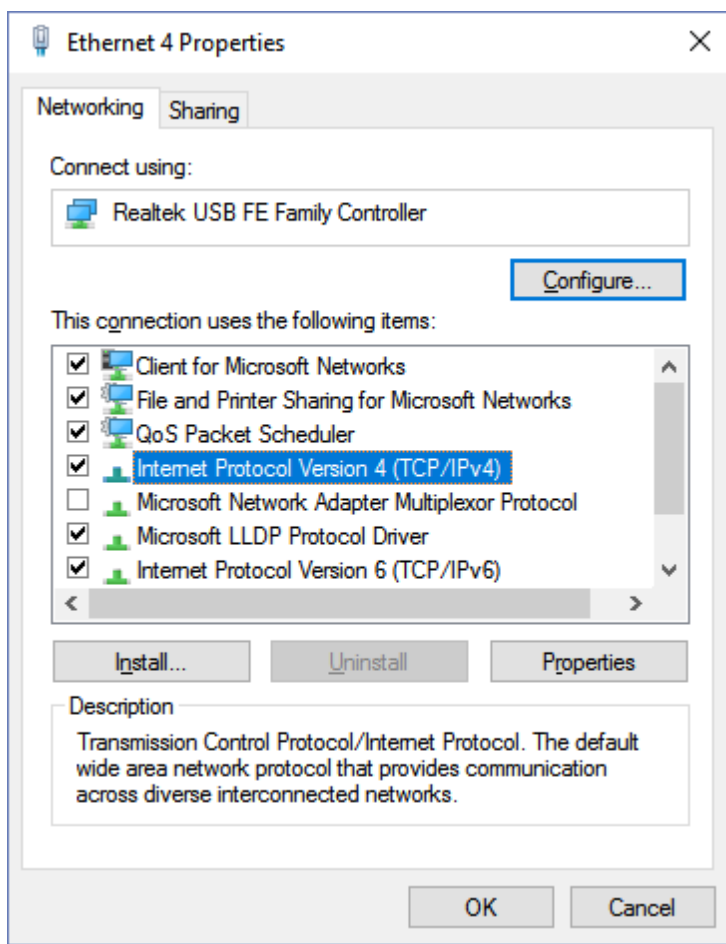 Ethernet 4 Properties
Networking
Sharing
Connect using:
Realtek USB FE Family Controller
Configure...
This connection uses the following items:
Client for Microsoft Networks
File and Printer Sharing for Microsoft Networks
QoS Packet Scheduler
Internet Protocol Version 4 (TCP/IPv4)
Microsoft Network Adapter Multiplexor Protocol
Microsoft LLDP Protocol Driver
Internet Protocol Version 6 (TCP/IPv6)
Install...
Uninstall
Properties
Description
Transmission Control Protocol/Internet Protocol. The default
wide area network protocol that provides communication
across diverse interconnected networks.
OK
Cancel